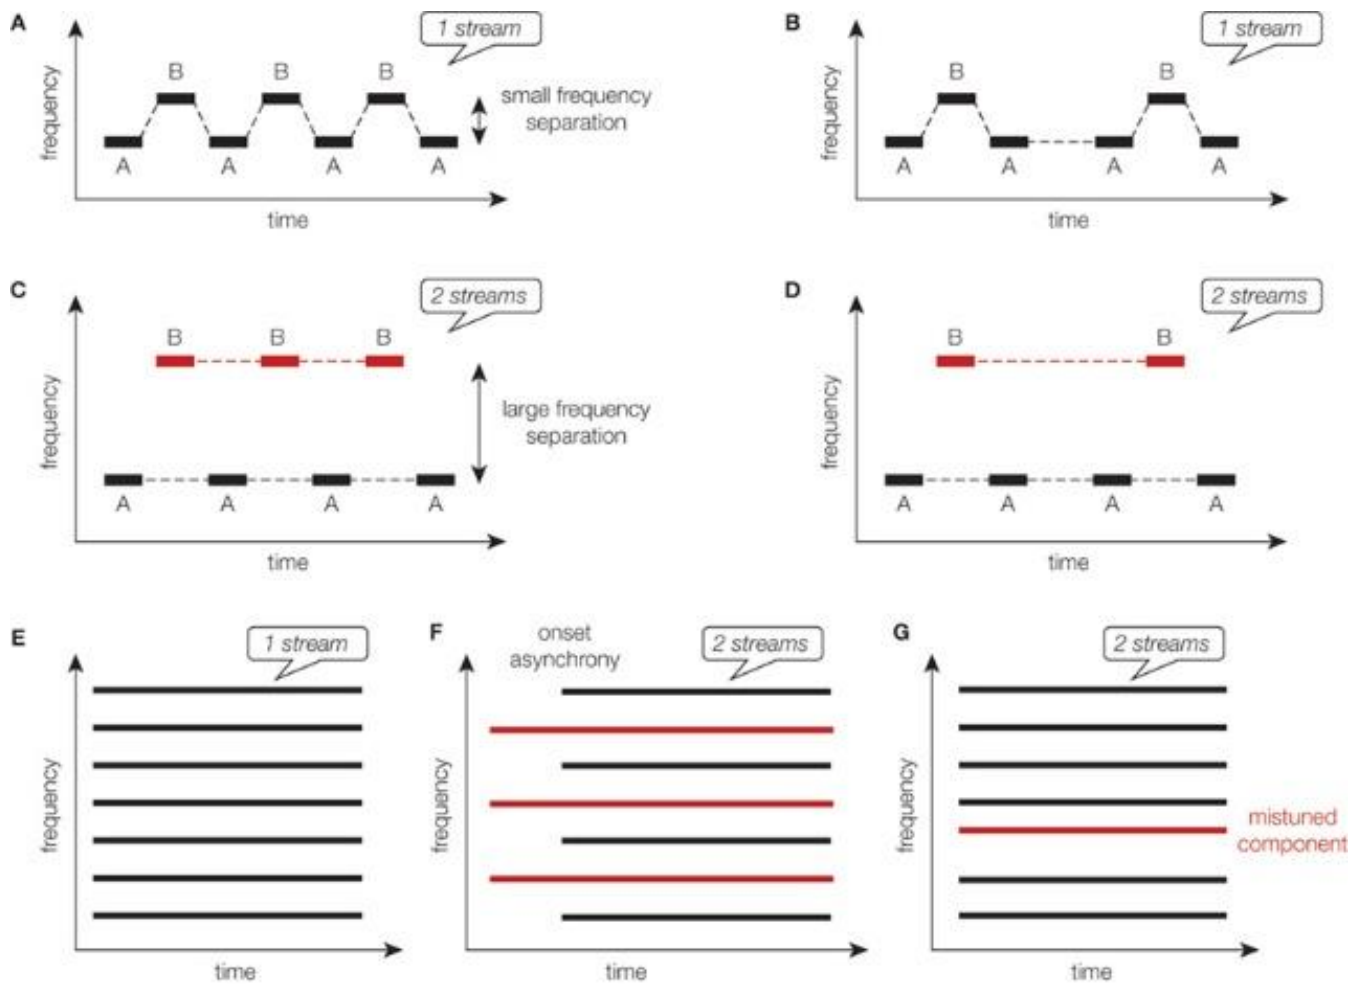 A
1 stream
frequency
B B B
small frequency
separation
A A A A
time
B
1 stream
frequency
B B
A A A A
time
C
2 streams
frequency
B B B
large frequency
separation
A A A A
time
D
2 streams
frequency
B B
A A A A
time
E
1 stream
frequency
time
F
onset
asynchrony
2 streams
frequency
time
G
2 streams
frequency
mistuned
component
time